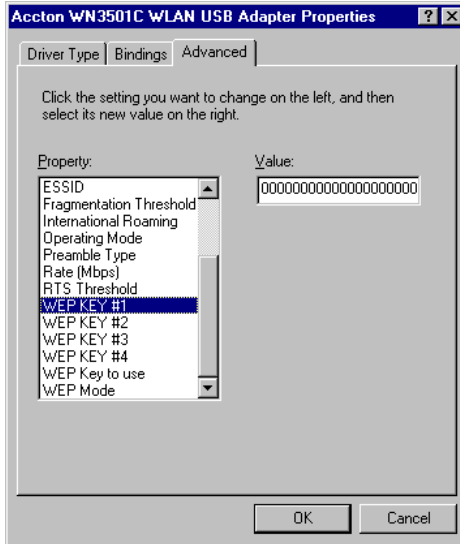 Accton WN3501C WLAN USB Adapter Properties
Driver Type Bindings Advanced
Click the setting you want to change on the left, and then
select its new value on the right.
Property: Value:
ESSID
Fragmentation Threshold
International Roaming
Operating Mode
Preamble Type
Rate (Mbps)
RTS Threshold
WEP KEY #1
WEP KEY #2
WEP KEY #3
WEP KEY #4
WEP Key to use
WEP Mode
00000000000000000000
OK Cancel